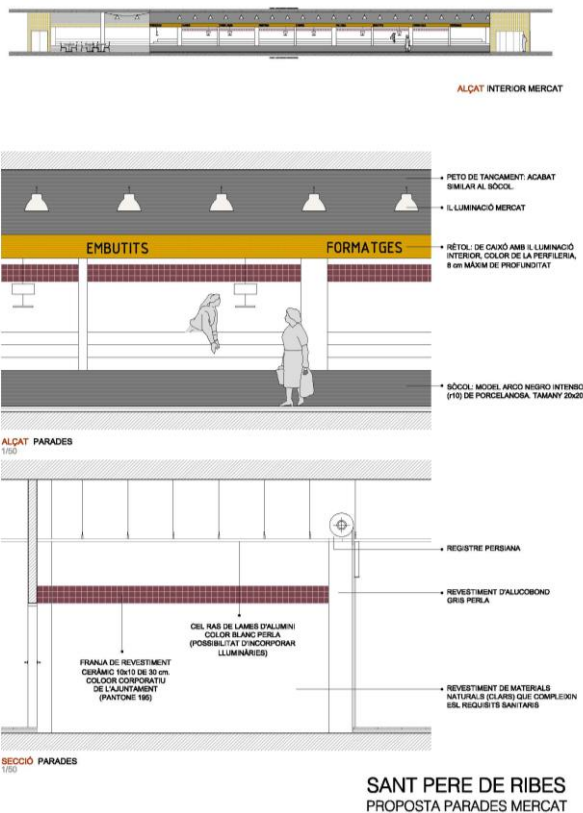 ALÇAT INTERIOR MERCAT
PETO DE TANCAMENT: ACABAT
SIMILAR AL SÒCOL.
IL·LUMINACIÓ MERCAT
EMBUTITS
FORMATGES
RÈTOL: DE CAIXÓ AMB IL·LUMINACIÓ
INTERIOR, COLOR DE LA PERFILERIA,
8 cm MÀXIM DE PROFUNDITAT
SÒCOL: MODEL ARCO NEGRO INTENSO
(r10) DE PORCELANOSA. TAMANY 20x20
ALÇAT PARADES
1/50
REGISTRE PERSIANA
REVESTIMENT D'ALUCOBOND
GRIS PERLA
CEL RAS DE LAMES D'ALUMINI
COLOR BLANC PERLA
(POSSIBILITAT D'INCORPORAR
LLUMINÀRIES)
FRANJA DE REVESTIMENT
CERÀMIC 10x10 DE 30 cm.
COLOOR CORPORATIU
DE L'AJUNTAMENT
(PANTONE 195)
REVESTIMENT DE MATERIALS
NATURALS (CLARS) QUE COMPLEIXIN
ESL REQUISITS SANITARIS
SECCIÓ PARADES
1/50
SANT PERE DE RIBES
PROPOSTA PARADES MERCAT